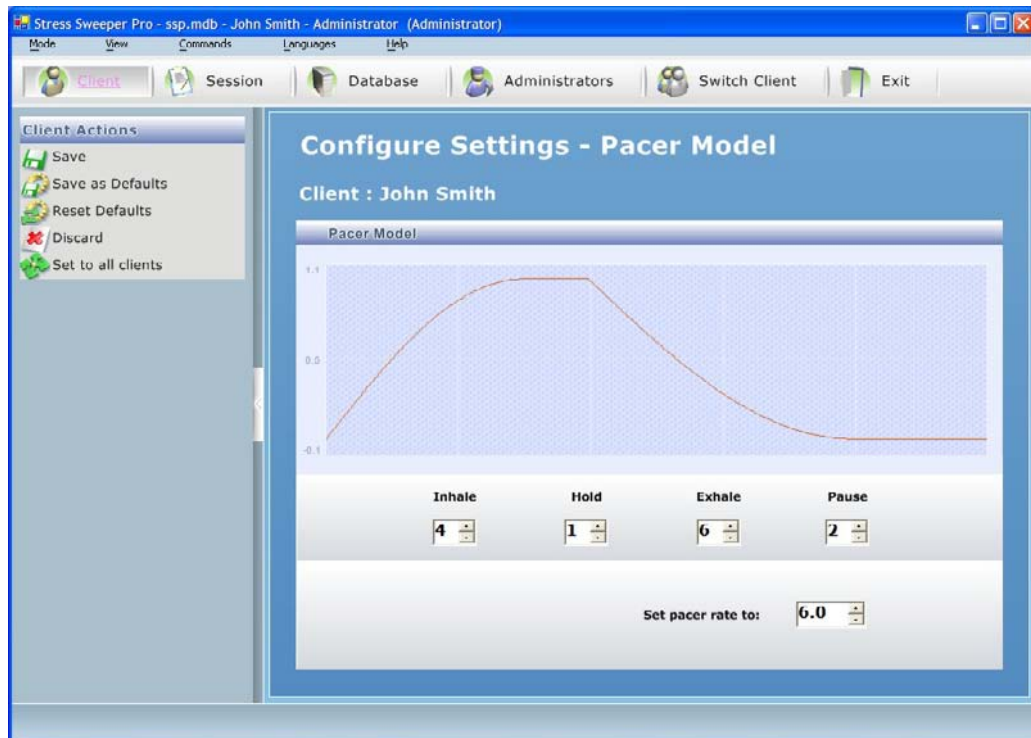 Stress Sweeper Pro - ssp.mdb - John Smith - Administrator (Administrator)
Mode View Commands Languages Help
Client Session Database Administrators Switch Client Exit
Client Actions
Save
Save as Defaults
Reset Defaults
Discard
Set to all clients
Configure Settings - Pacer Model
Client : John Smith
Pacer Model
1.1
0.5
-0.1
Inhale Hold Exhale Pause
4 1 6 2
Set pacer rate to: 6.0